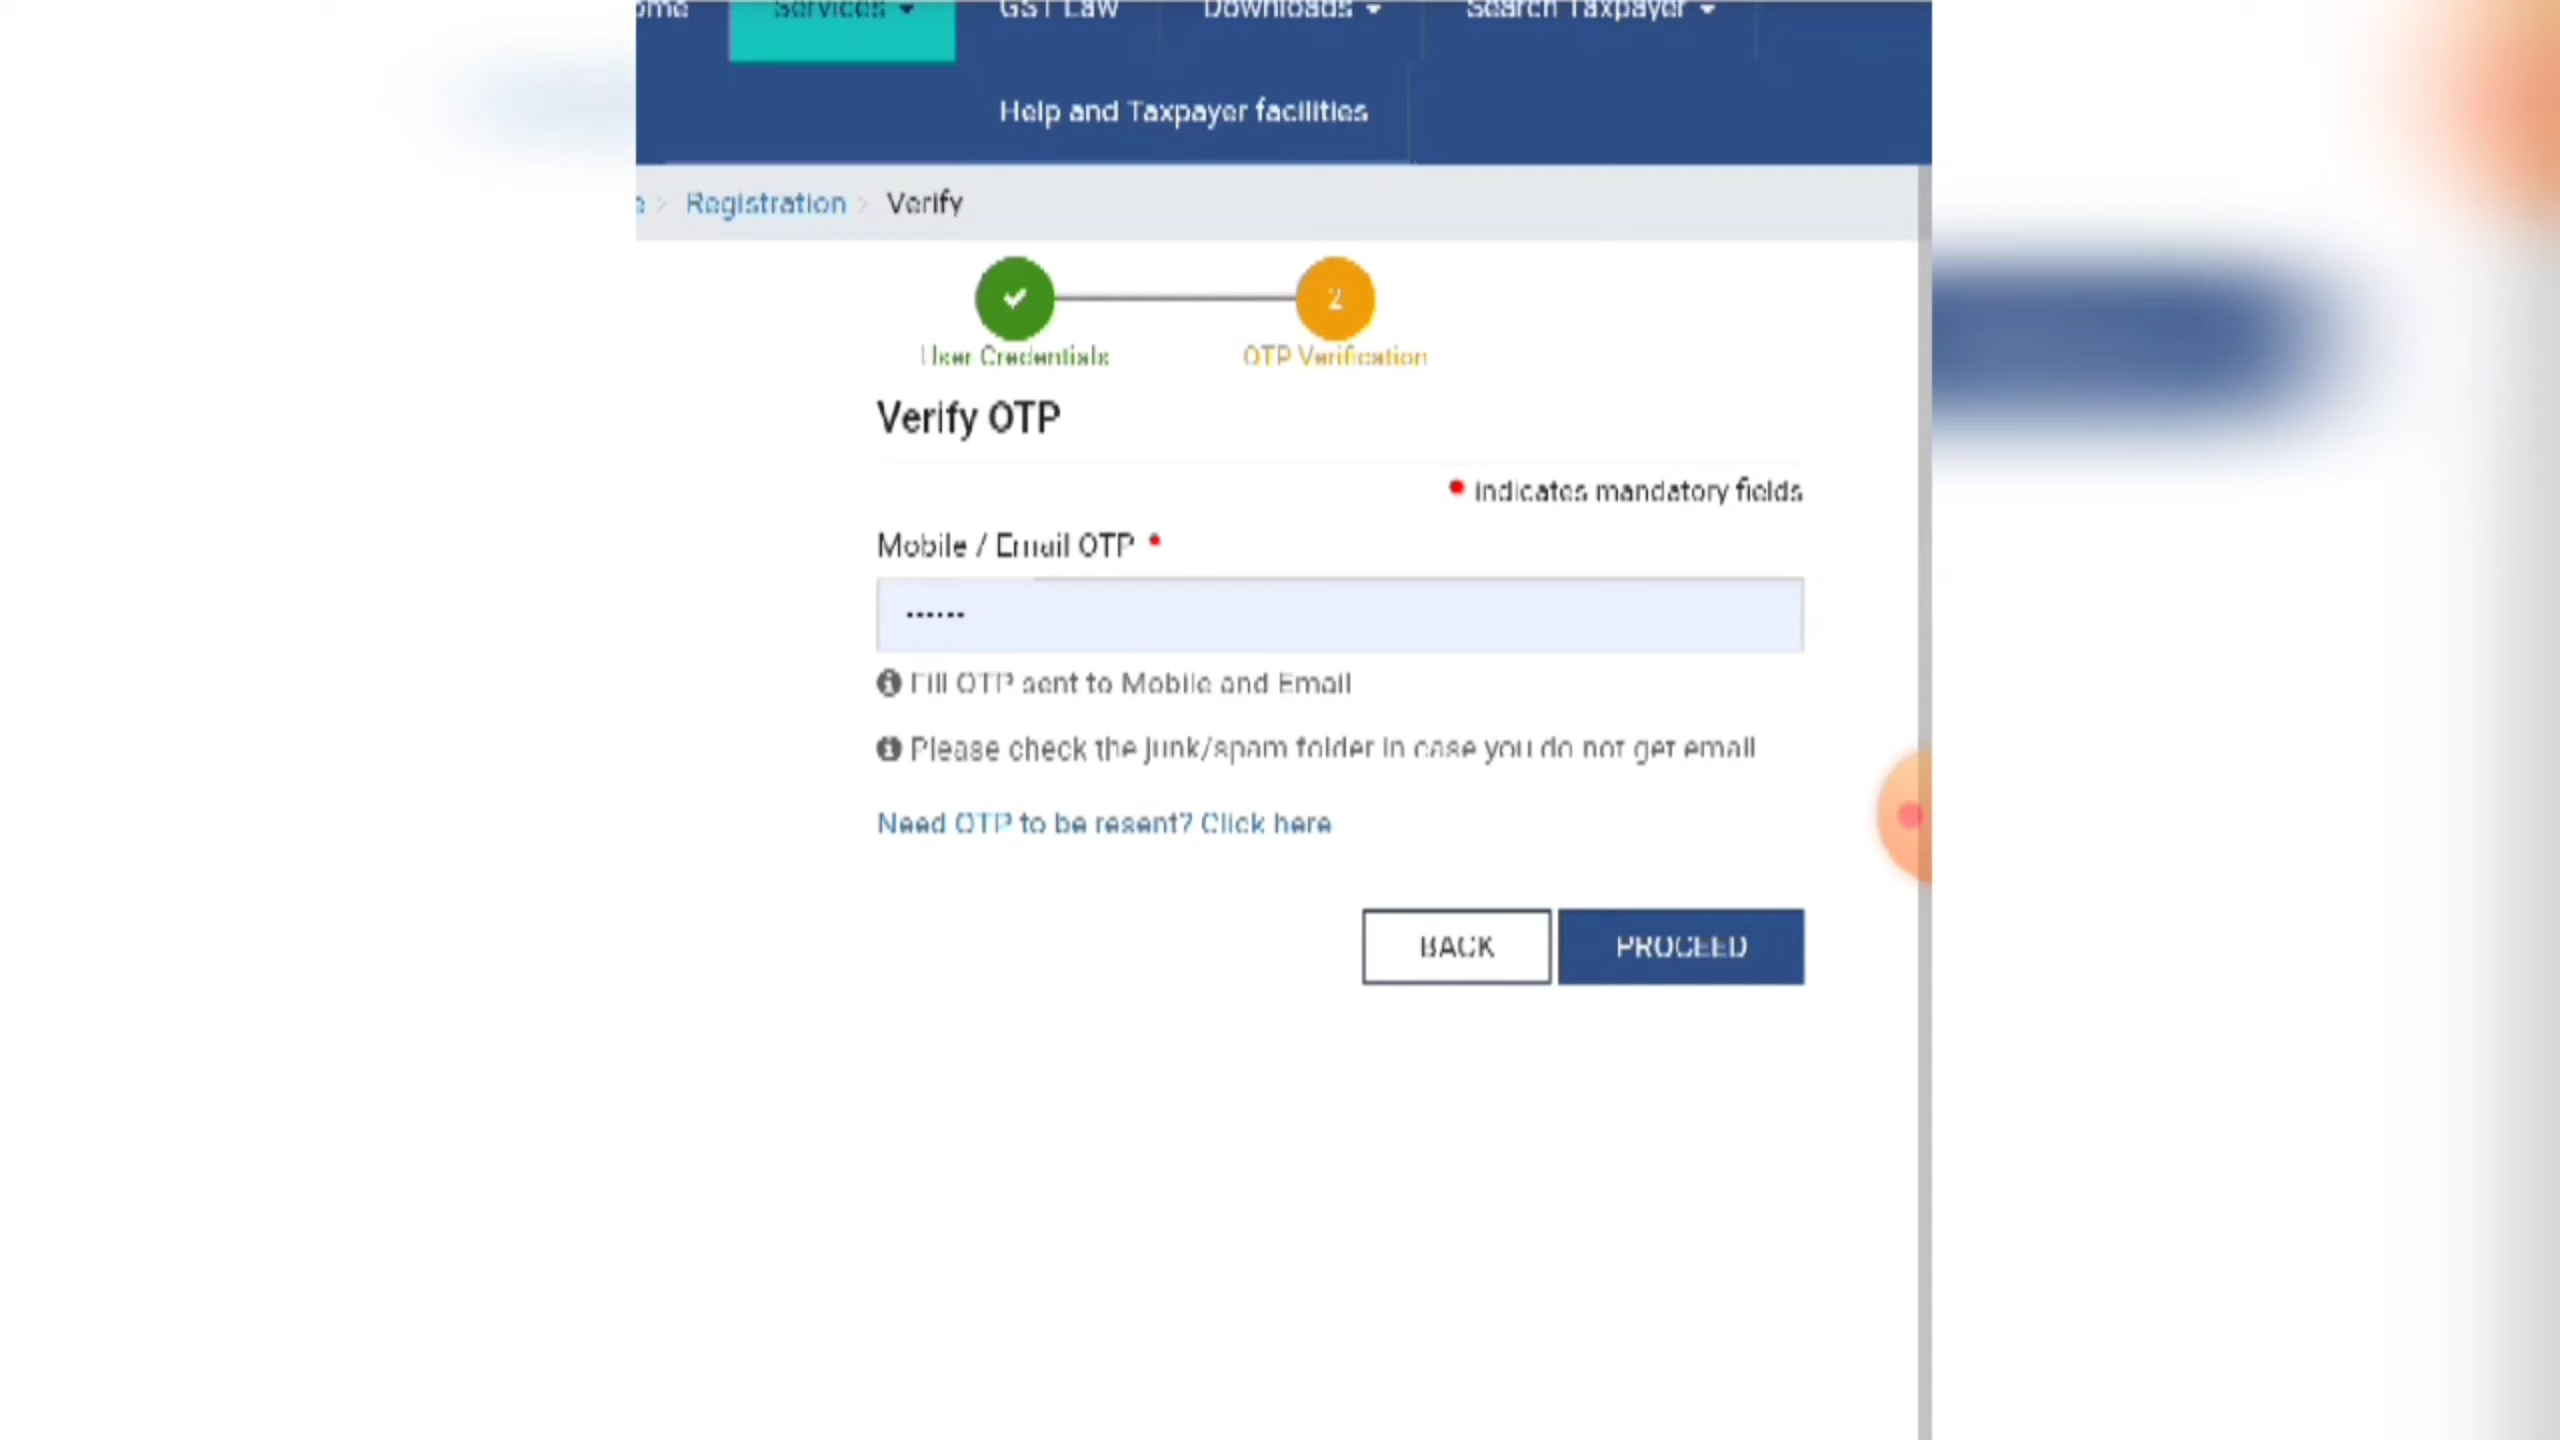 Services GST Law Downloads Search Taxpayer
Help and Taxpayer facilities
Registration > Verify
2
User Credentials OTP Verification
Verify OTP
• indicates mandatory fields
Mobile / Email OTP •
••••••
Fill OTP sent to Mobile and Email
Please check the junk/spam folder in case you do not get email
Need OTP to be resent? Click here
BACK PROCEED